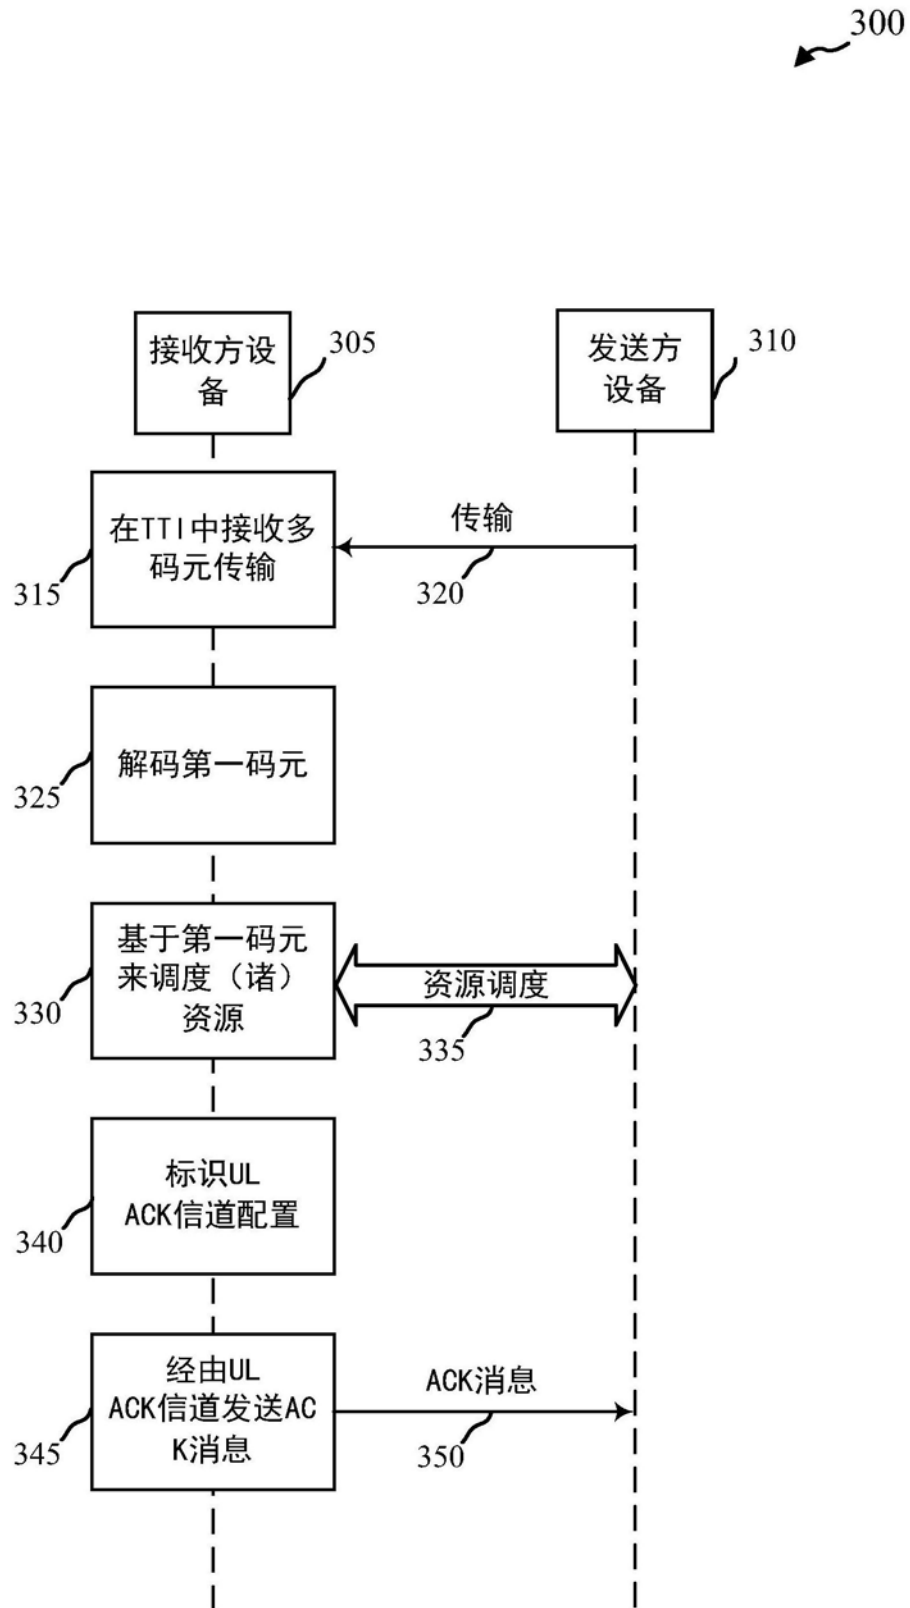 300
接收方设
备
305
发送方
设备
310
在TTI中接收多
码元传输
315
传输
320
解码第一码元
325
基于第一码元
来调度（诸）
资源
330
资源调度
335
标识UL
ACK信道配置
340
经由UL
ACK信道发送AC
K消息
345
ACK消息
350